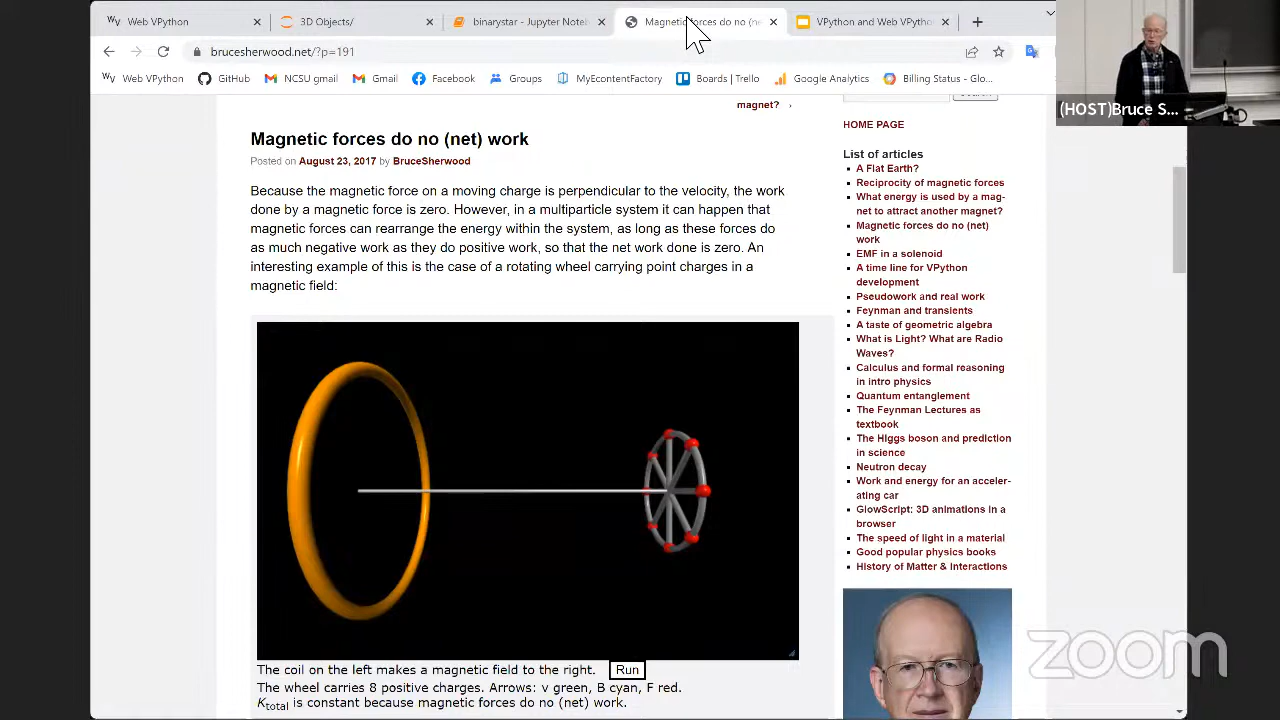 Web VPython
3D Objects/
binarystar - Jupyter Note
Magnetic forces do no (ne
VPython and Web VPython
brucesherwood.net/?p=191
Web VPython
GitHub
NCSU gmail
Gmail
Facebook
Groups
MyEcontentFactory
Boards | Trello
Google Analytics
Billing Status - Glo...
(HOST)Bruce S...
magnet? ›
Magnetic forces do no (net) work
Posted on August 23, 2017 by BruceSherwood
Because the magnetic force on a moving charge is perpendicular to the velocity, the work
done by a magnetic force is zero. However, in a multiparticle system it can happen that
magnetic forces can rearrange the energy within the system, as long as these forces do
as much negative work as they do positive work, so that the net work done is zero. An
interesting example of this is the case of a rotating wheel carrying point charges in a
magnetic field:
The coil on the left makes a magnetic field to the right.
Run
The wheel carries 8 positive charges. Arrows: v green, B cyan, F red.
Ktotal is constant because magnetic forces do no (net) work.
HOME PAGE
List of articles
A Flat Earth?
Reciprocity of magnetic forces
What energy is used by a mag-
net to attract another magnet?
Magnetic forces do no (net)
work
EMF in a solenoid
A time line for VPython
development
Pseudowork and real work
Feynman and transients
A taste of geometric algebra
What is Light? What are Radio
Waves?
Calculus and formal reasoning
in intro physics
Quantum entanglement
The Feynman Lectures as
textbook
The Higgs boson and prediction
in science
Neutron decay
Work and energy for an acceler-
ating car
GlowScript: 3D animations in a
browser
The speed of light in a material
Good popular physics books
History of Matter & Interactions
zoom